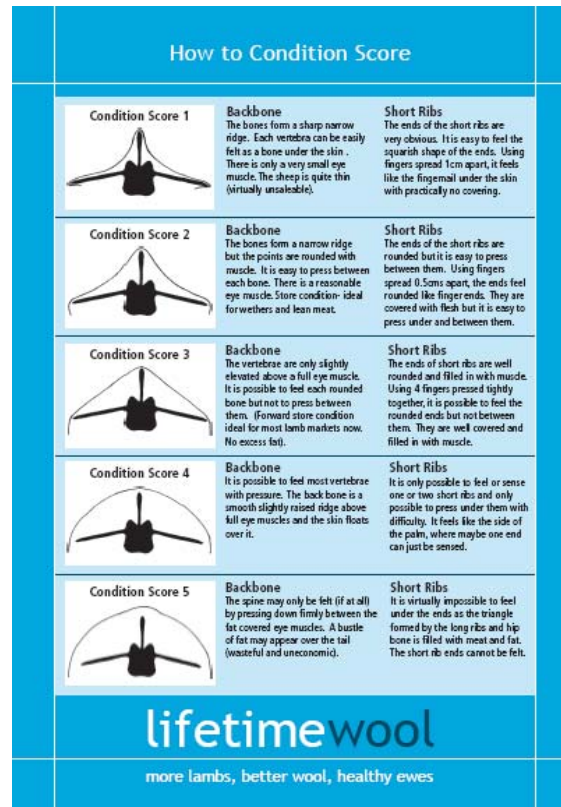 How to Condition Score
Condition Score 1
Backbone
The bones form a sharp narrow
ridge. Each vertebra can be easily
felt as a bone under the skin .
There is only a very small eye
muscle. The sheep is quite thin
(virtually unsaleable).
Short Ribs
The ends of the short ribs are
very obvious. It is easy to feel the
squarish shape of the ends. Using
fingers spread 1cm apart, it feels
like the fingernail under the skin
with practically no covering.
Condition Score 2
Backbone
The bones form a narrow ridge
but the points are rounded with
muscle. It is easy to press between
each bone. There is a reasonable
eye muscle. Store condition- ideal
for wethers and lean meat.
Short Ribs
The ends of the short ribs are
rounded but it is easy to press
between them. Using fingers
spread 0.5cms apart, the ends feel
rounded like finger ends. They are
covered with flesh but it is easy to
press under and between them.
Condition Score 3
Backbone
The vertebrae are only slightly
elevated above a full eye muscle.
It is possible to feel each rounded
bone but not to press between
them. (Forward store condition
ideal for most lamb markets now.
No excess fat).
Short Ribs
The ends of short ribs are well
rounded and filled in with muscle.
Using 4 fingers pressed tightly
together, it is possible to feel the
rounded ends but not between
them. They are well covered and
filled in with muscle.
Condition Score 4
Backbone
It is possible to feel most vertebrae
with pressure. The back bone is a
smooth slightly raised ridge above
full eye muscles and the skin floats
over it.
Short Ribs
It is only possible to feel or sense
one or two short ribs and only
possible to press under them with
difficulty. It feels like the side of
the palm, where maybe one end
can just be sensed.
Condition Score 5
Backbone
The spine may only be felt (if at all)
by pressing down firmly between the
fat covered eye muscles. A bustle
of fat may appear over the tail
(wasteful and uneconomic).
Short Ribs
It is virtually impossible to feel
under the ends as the triangle
formed by the long ribs and hip
bone is filled with meat and fat.
The short rib ends cannot be felt.
lifetimewool
more lambs, better wool, healthy ewes